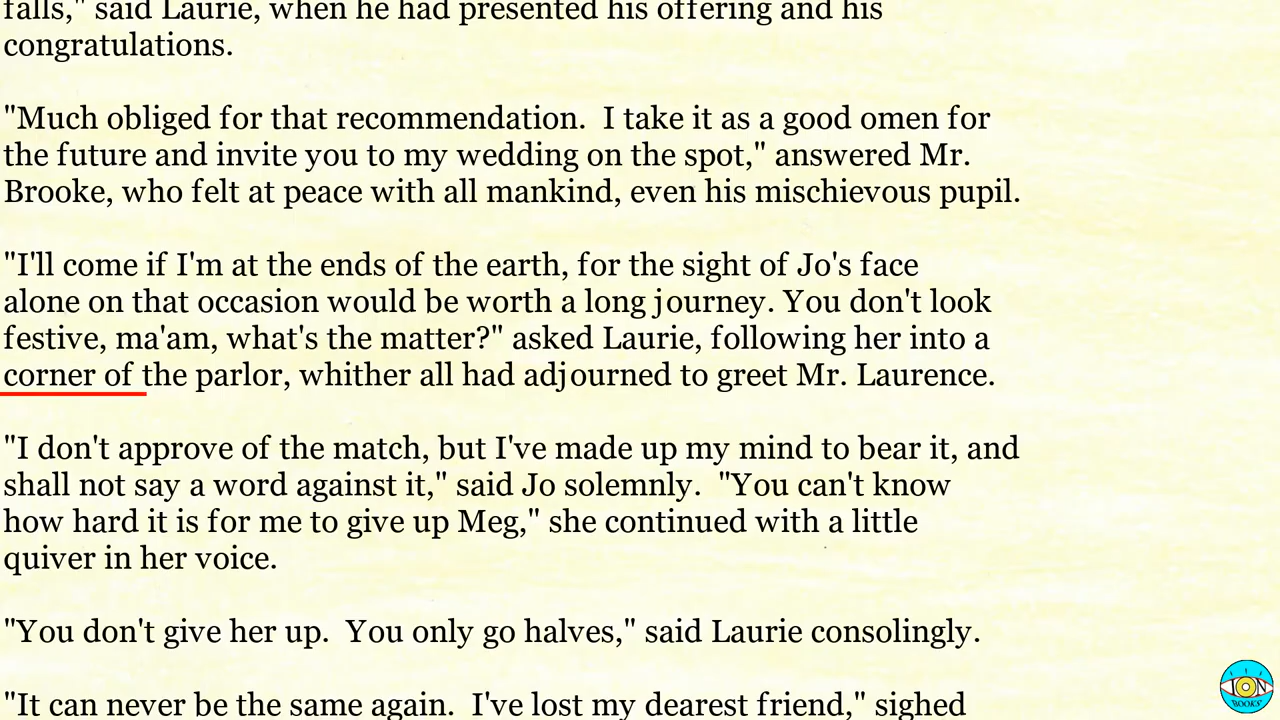 falls," said Laurie, when he had presented his offering and his
congratulations.
"Much obliged for that recommendation.  I take it as a good omen for
the future and invite you to my wedding on the spot," answered Mr.
Brooke, who felt at peace with all mankind, even his mischievous pupil.
"I'll come if I'm at the ends of the earth, for the sight of Jo's face
alone on that occasion would be worth a long journey. You don't look
festive, ma'am, what's the matter?" asked Laurie, following her into a
corner of the parlor, whither all had adjourned to greet Mr. Laurence.
"I don't approve of the match, but I've made up my mind to bear it, and
shall not say a word against it," said Jo solemnly.  "You can't know
how hard it is for me to give up Meg," she continued with a little
quiver in her voice.
"You don't give her up.  You only go halves," said Laurie consolingly.
"It can never be the same again.  I've lost my dearest friend," sighed
ION
BOOKS